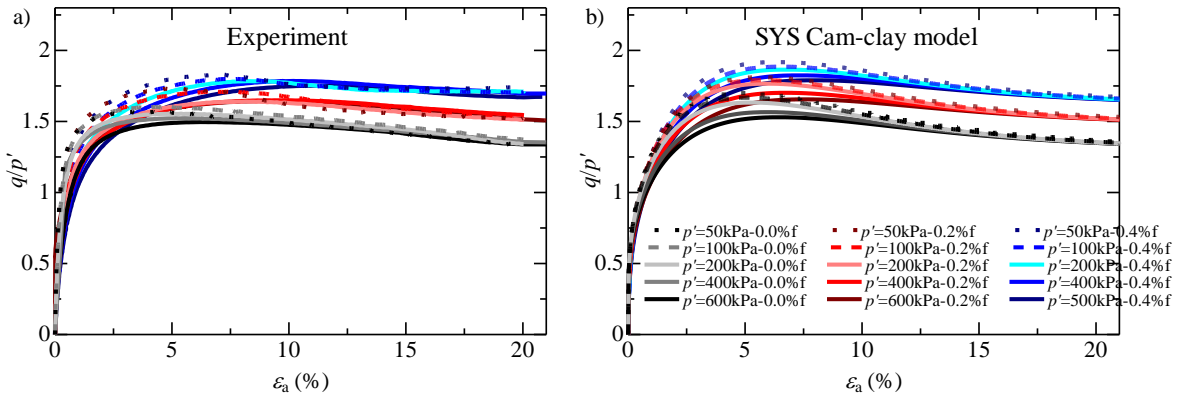 a)
Experiment
2
1.5
1
0.5
0
q/p'
0 5 10 15 20
εa (%)
b)
SYS Cam-clay model
2
1.5
1
0.5
0
q/p'
p'=50kPa-0.0%f p'=50kPa-0.2%f p'=50kPa-0.4%f
p'=100kPa-0.0%f p'=100kPa-0.2%f p'=100kPa-0.4%f
p'=200kPa-0.0%f p'=200kPa-0.2%f p'=200kPa-0.4%f
p'=400kPa-0.0%f p'=400kPa-0.2%f p'=400kPa-0.4%f
p'=600kPa-0.0%f p'=600kPa-0.2%f p'=500kPa-0.4%f
0 5 10 15 20
εa (%)